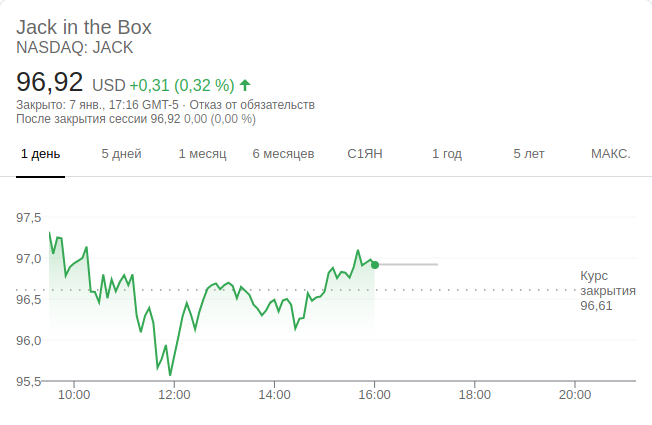 Jack in the Box
NASDAQ: JACK
96,92 USD +0,31 (0,32 %)
Закрыто: 7 янв., 17:16 GMT-5 · Отказ от обязательств
После закрытия сессии 96,92 0,00 (0,00 %)
1 день 5 дней 1 месяц 6 месяцев С1ЯН 1 год 5 лет МАКС.
97,5
97,0
96,5
96,0
95,5
Курс
закрытия
96,61
10:00 12:00 14:00 16:00 18:00 20:00